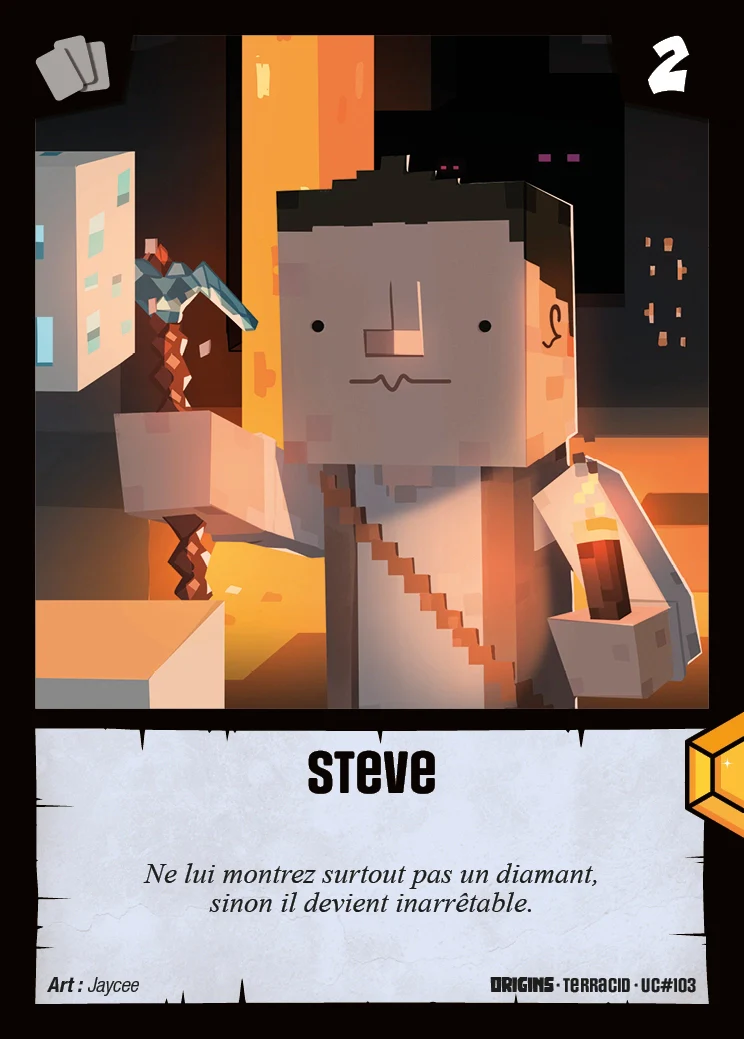 2
STEVE
Ne lui montrez surtout pas un diamant,
sinon il devient inarrêtable.
Art : Jaycee
ORIGINS · TERRACID · UC#103